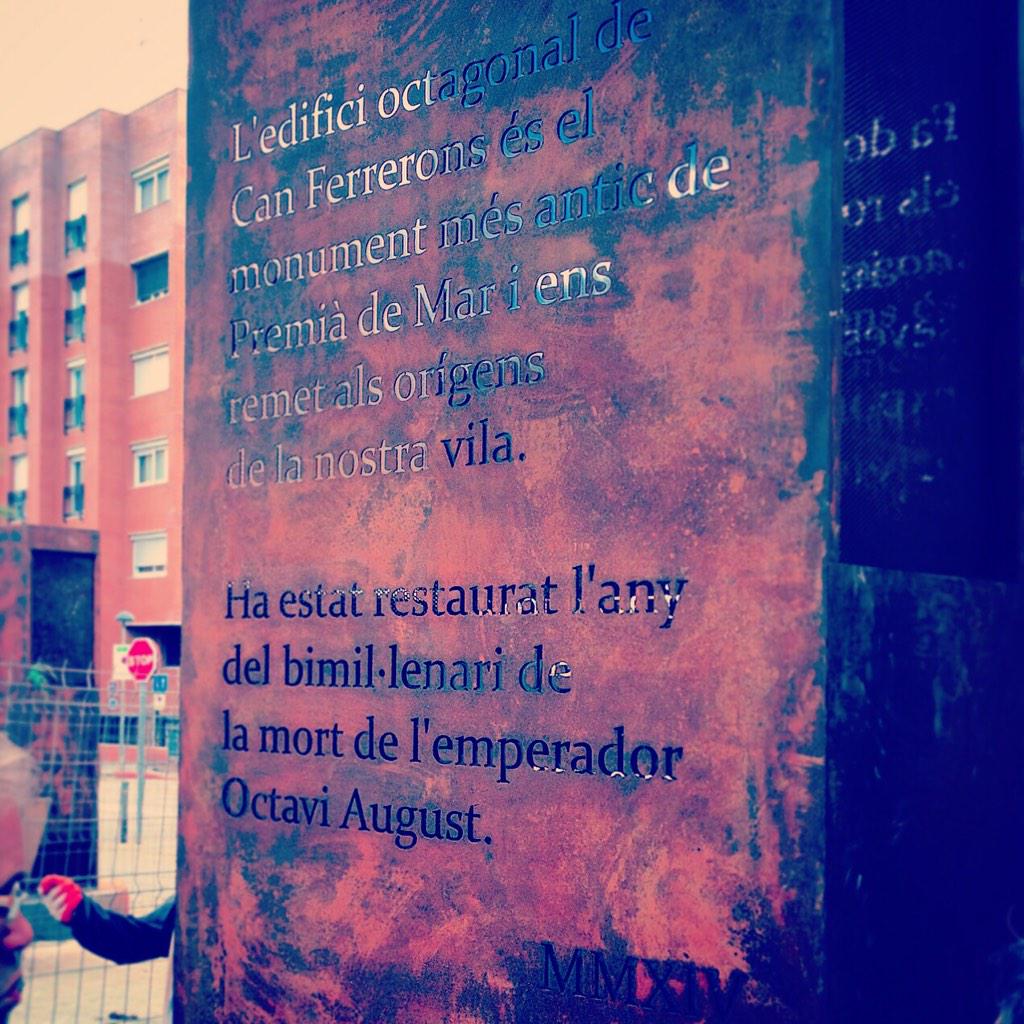 L'edifici octagonal de
Can Ferrerons és el
monument més antic de
Premià de Mar i ens
remet als orígens
de la nostra vila.
Ha estat restaurat l'any
del bimil·lenari de
la mort de l'emperador
Octavi August.
MMXIV
STOP